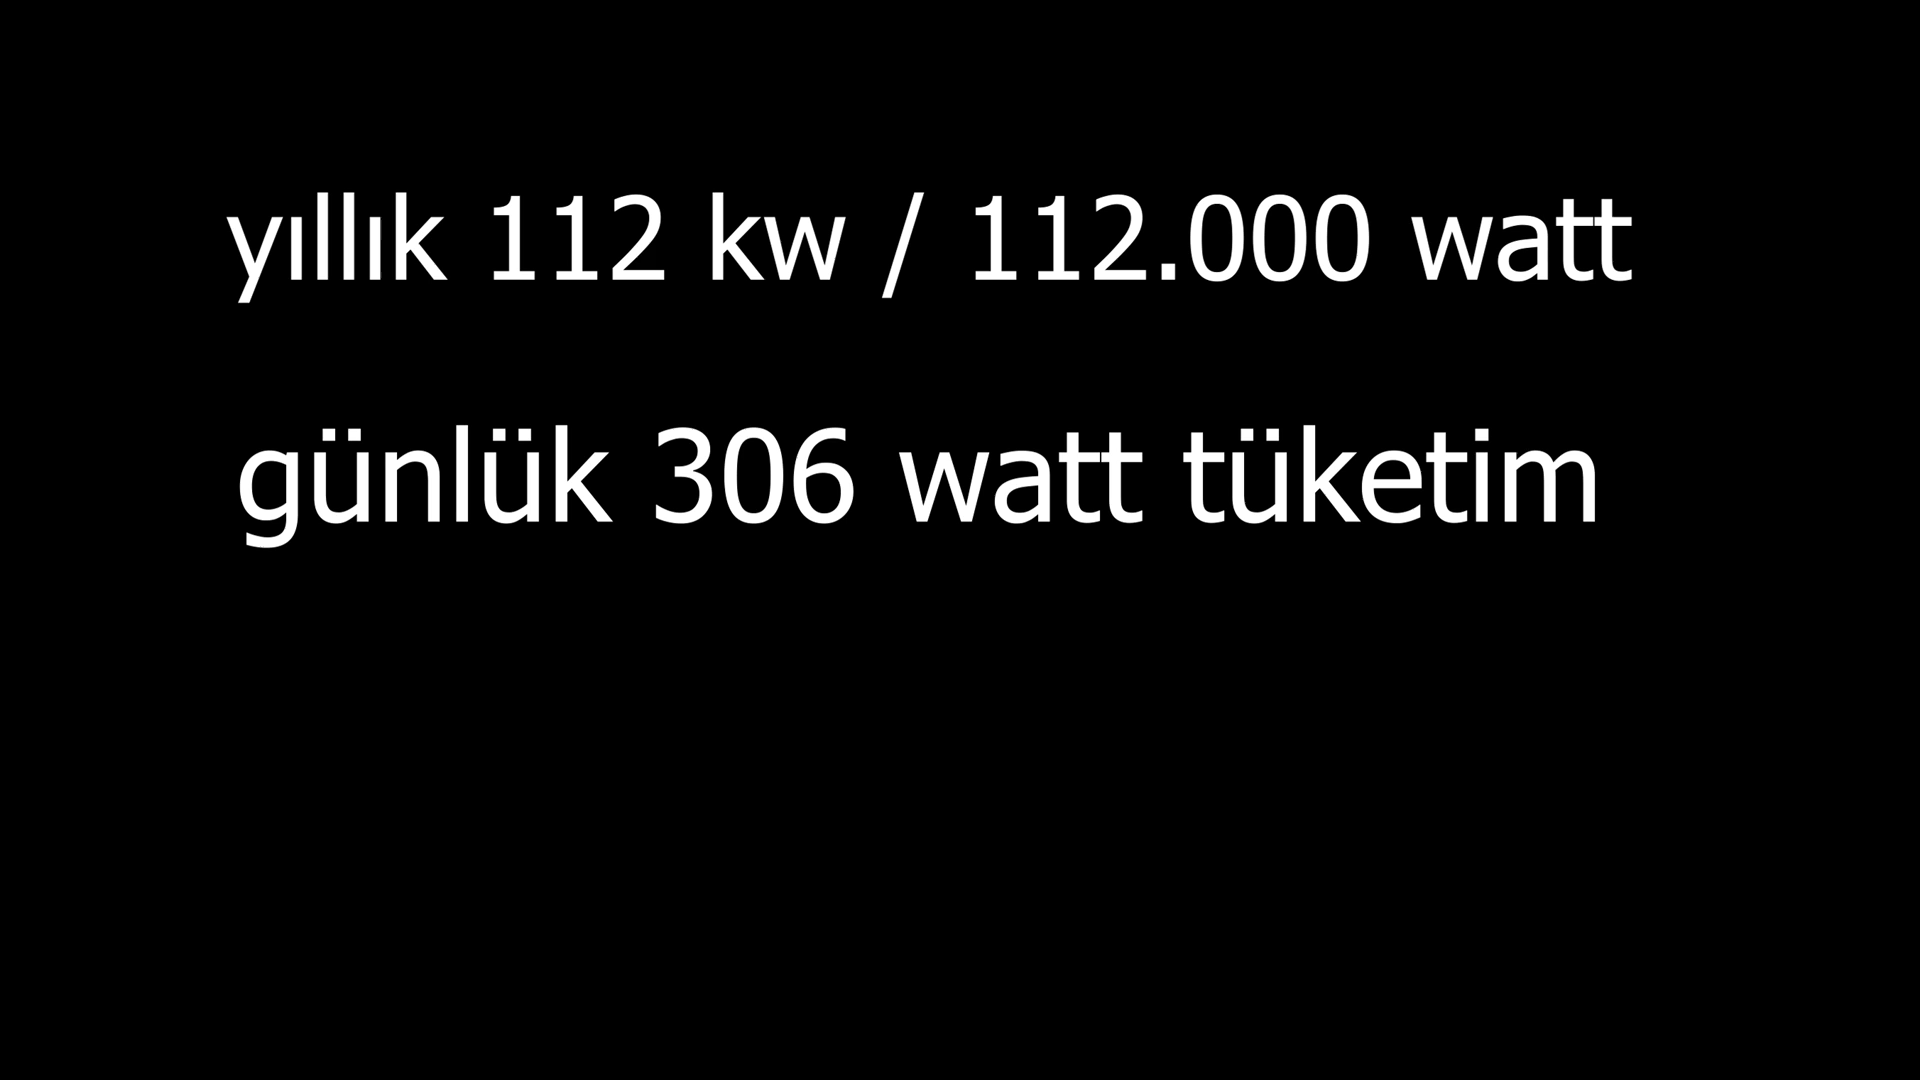 yıllık 112 kw / 112.000 watt
günlük 306 watt tüketim